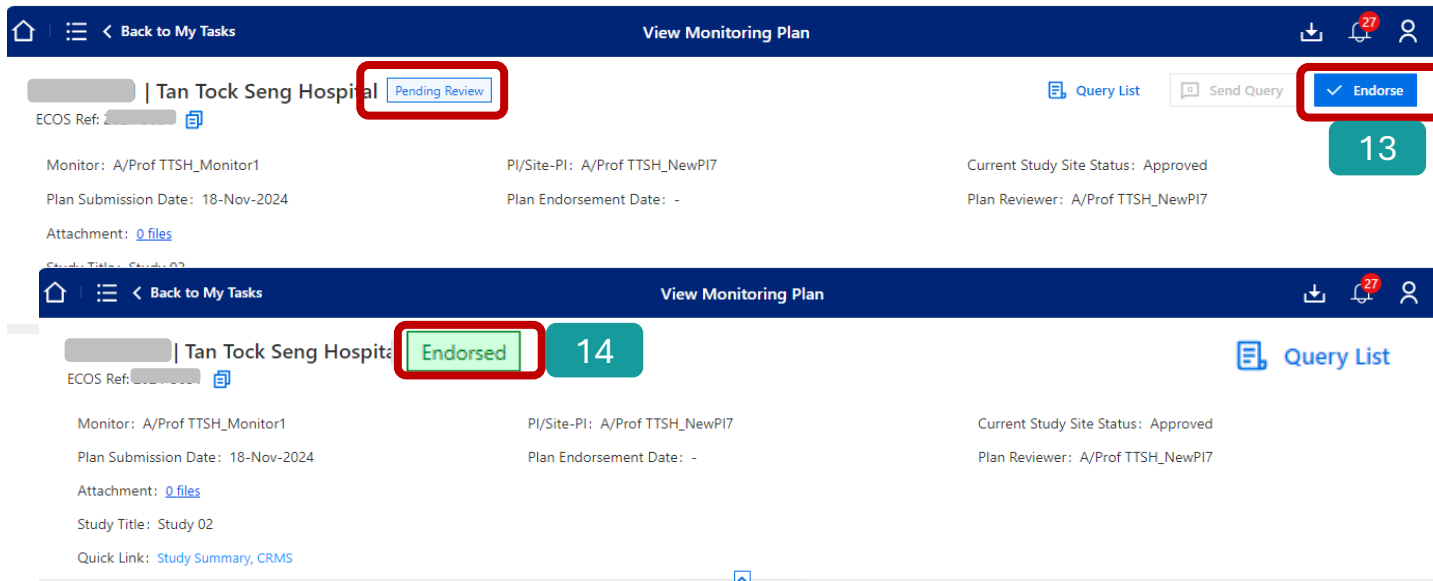 Back to My Tasks View Monitoring Plan 27
| Tan Tock Seng Hospital Pending Review Query List Send Query Endorse
ECOS Ref:
13
Monitor: A/Prof TTSH_Monitor1 PI/Site-PI: A/Prof TTSH_NewPI7 Current Study Site Status: Approved
Plan Submission Date: 18-Nov-2024 Plan Endorsement Date: - Plan Reviewer: A/Prof TTSH_NewPI7
Attachment: 0 files
Study Title: Study 02
Back to My Tasks View Monitoring Plan 27
| Tan Tock Seng Hospita Endorsed 14 Query List
ECOS Ref:
Monitor: A/Prof TTSH_Monitor1 PI/Site-PI: A/Prof TTSH_NewPI7 Current Study Site Status: Approved
Plan Submission Date: 18-Nov-2024 Plan Endorsement Date: - Plan Reviewer: A/Prof TTSH_NewPI7
Attachment: 0 files
Study Title: Study 02
Quick Link: Study Summary, CRMS